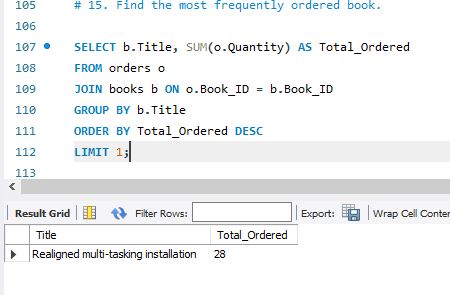 105 # 15. Find the most frequently ordered book.
106
107 SELECT b.Title, SUM(o.Quantity) AS Total_Ordered
108 FROM orders o
109 JOIN books b ON o.Book_ID = b.Book_ID
110 GROUP BY b.Title
111 ORDER BY Total_Ordered DESC
112 LIMIT 1;
113
Result Grid Filter Rows: Export: Wrap Cell Conter
Title Total_Ordered
Realigned multi-tasking installation 28